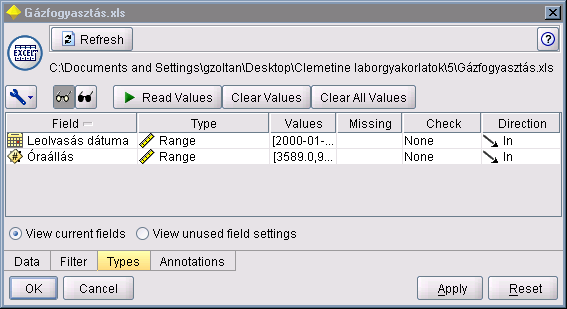 Gázfogyasztás.xls
Refresh
?
EXCEL
C:\Documents and Settings\gzoltan\Desktop\Clemetine laborgyakorlatok\5\Gázfogyasztás.xls
Read Values Clear Values Clear All Values
Field Type Values Missing Check Direction
Leolvasás dátuma Range [2000-01-... None In
# Óraállás Range [3589.0,9... None In
View current fields View unused field settings
Data Filter Types Annotations
OK Cancel Apply Reset